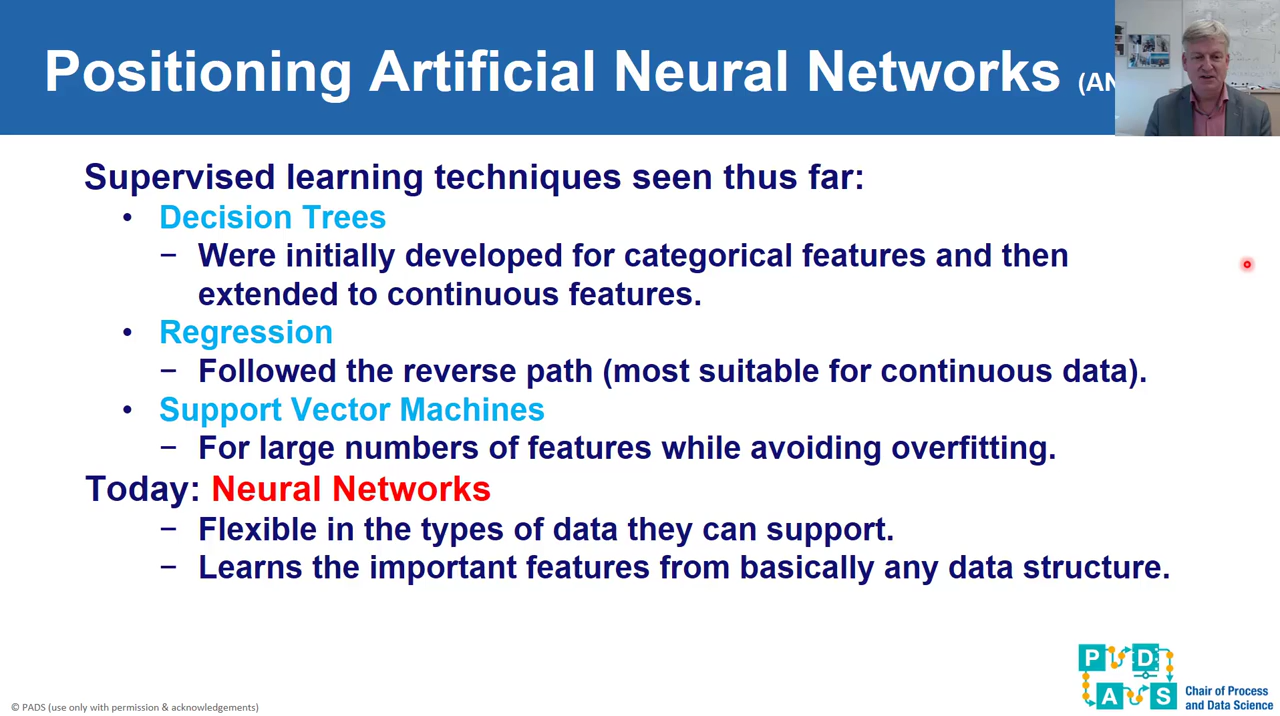 Positioning Artificial Neural Networks (AN
Supervised learning techniques seen thus far:
• Decision Trees
− Were initially developed for categorical features and then
extended to continuous features.
• Regression
− Followed the reverse path (most suitable for continuous data).
• Support Vector Machines
− For large numbers of features while avoiding overfitting.
Today: Neural Networks
− Flexible in the types of data they can support.
− Learns the important features from basically any data structure.
P D
A S
Chair of Process
and Data Science
© PADS (use only with permission & acknowledgements)